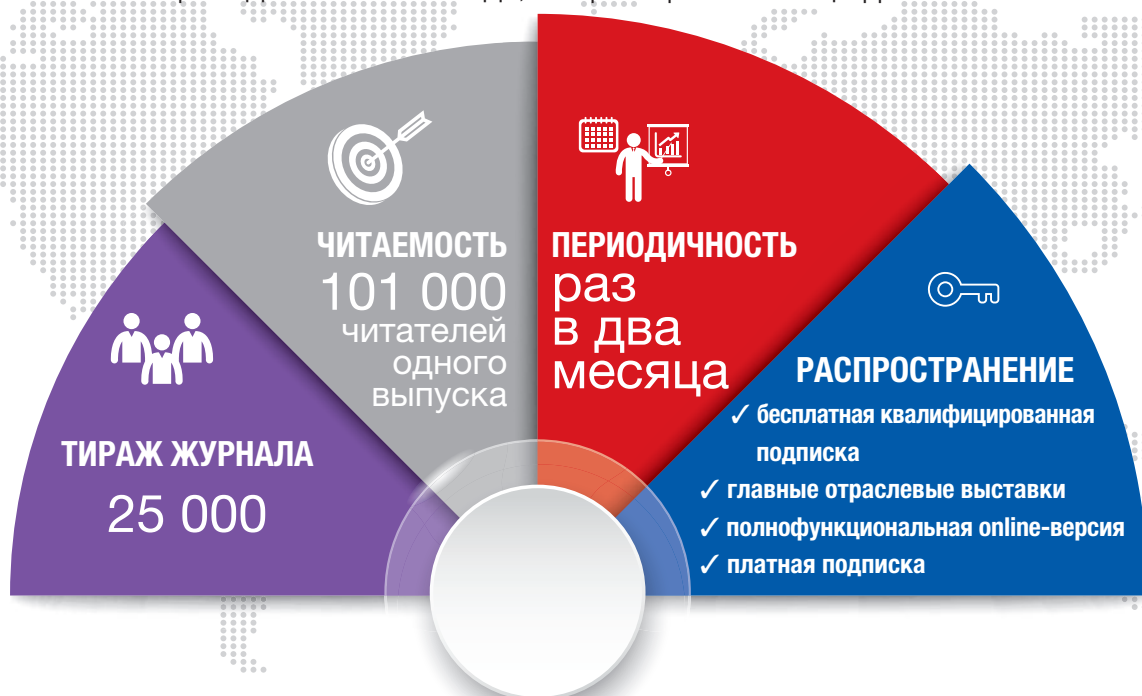 ТИРАЖ ЖУРНАЛА
25 000
ЧИТАЕМОСТЬ
101 000
читателей
одного
выпуска
ПЕРИОДИЧНОСТЬ
раз
в два
месяца
РАСПРОСТРАНЕНИЕ
✓ бесплатная квалифицированная
подписка
✓ главные отраслевые выставки
✓ полнофункциональная online-версия
✓ платная подписка